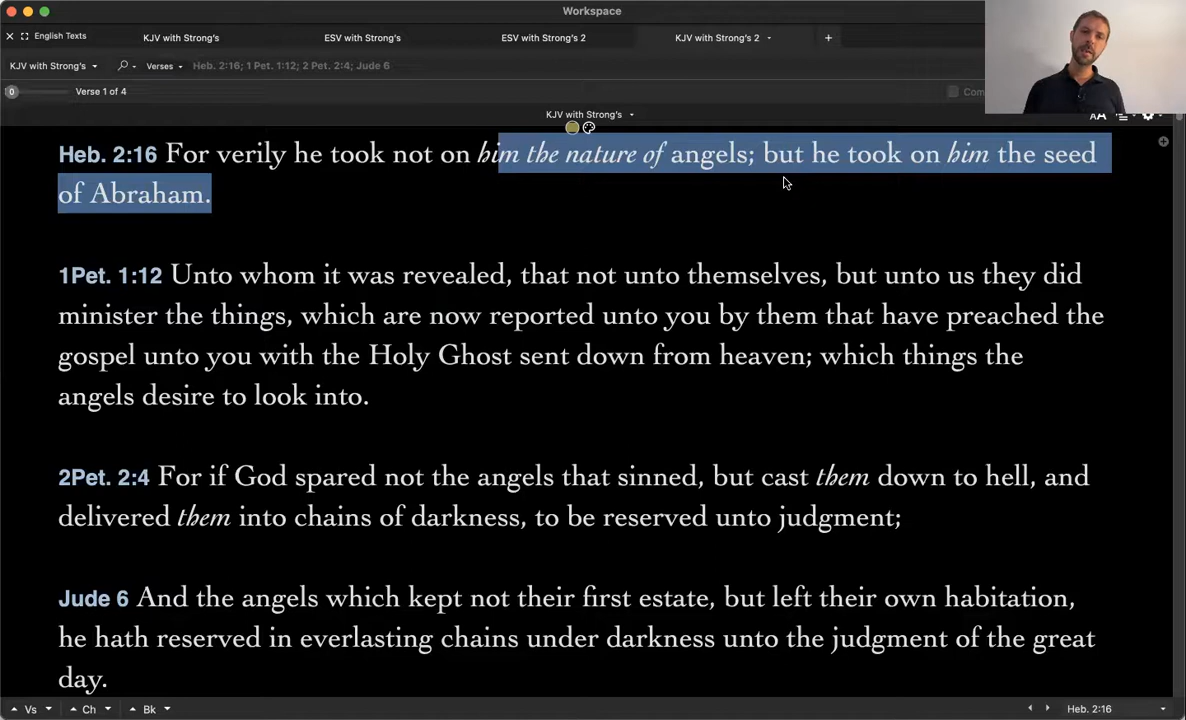 Workspace
English Texts
KJV with Strong's
ESV with Strong's
ESV with Strong's 2
KJV with Strong's 2
KJV with Strong's
Verses
Heb. 2:16; 1 Pet. 1:12; 2 Pet. 2:4; Jude 6
0
Verse 1 of 4
Com
KJV with Strong's
AA
Heb. 2:16 For verily he took not on him the nature of angels; but he took on him the seed
of Abraham.
1Pet. 1:12 Unto whom it was revealed, that not unto themselves, but unto us they did
minister the things, which are now reported unto you by them that have preached the
gospel unto you with the Holy Ghost sent down from heaven; which things the
angels desire to look into.
2Pet. 2:4 For if God spared not the angels that sinned, but cast them down to hell, and
delivered them into chains of darkness, to be reserved unto judgment;
Jude 6 And the angels which kept not their first estate, but left their own habitation,
he hath reserved in everlasting chains under darkness unto the judgment of the great
day.
Vs
Ch
Bk
Heb. 2:16